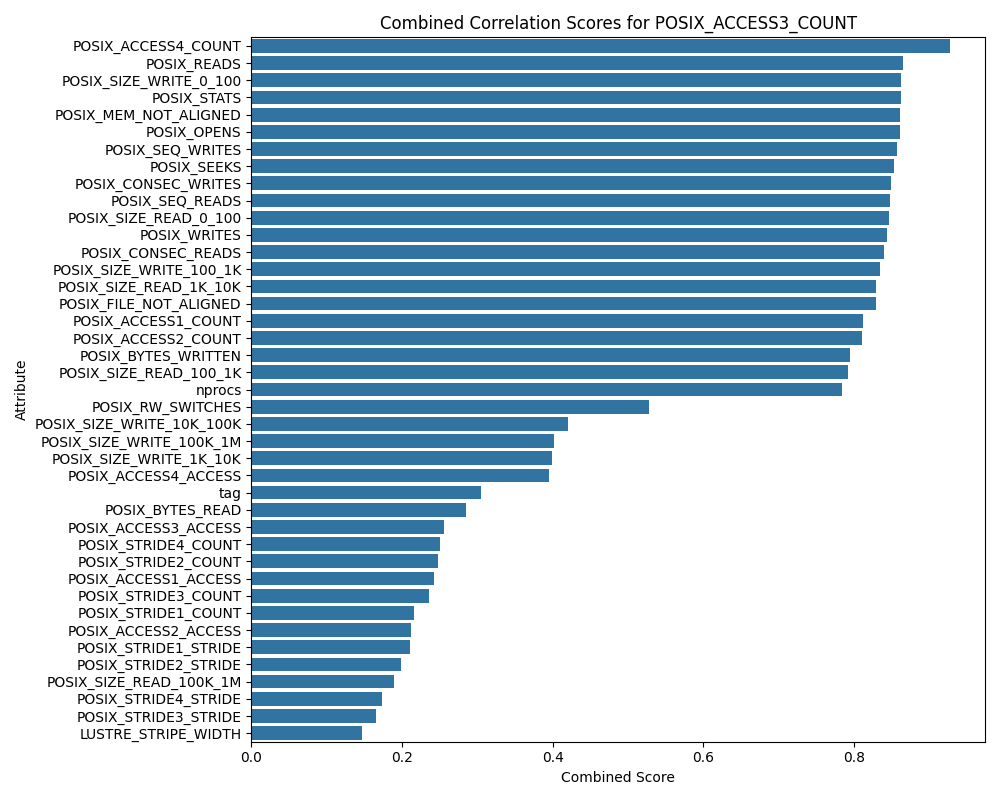 Combined Correlation Scores for POSIX_ACCESS3_COUNT
POSIX_ACCESS4_COUNT
POSIX_READS
POSIX_SIZE_WRITE_0_100
POSIX_STATS
POSIX_MEM_NOT_ALIGNED
POSIX_OPENS
POSIX_SEQ_WRITES
POSIX_SEEKS
POSIX_CONSEC_WRITES
POSIX_SEQ_READS
POSIX_SIZE_READ_0_100
POSIX_WRITES
POSIX_CONSEC_READS
POSIX_SIZE_WRITE_100_1K
POSIX_SIZE_READ_1K_10K
POSIX_FILE_NOT_ALIGNED
POSIX_ACCESS1_COUNT
POSIX_ACCESS2_COUNT
POSIX_BYTES_WRITTEN
POSIX_SIZE_READ_100_1K
nprocs
POSIX_RW_SWITCHES
POSIX_SIZE_WRITE_10K_100K
POSIX_SIZE_WRITE_100K_1M
POSIX_SIZE_WRITE_1K_10K
POSIX_ACCESS4_ACCESS
tag
POSIX_BYTES_READ
POSIX_ACCESS3_ACCESS
POSIX_STRIDE4_COUNT
POSIX_STRIDE2_COUNT
POSIX_ACCESS1_ACCESS
POSIX_STRIDE3_COUNT
POSIX_STRIDE1_COUNT
POSIX_ACCESS2_ACCESS
POSIX_STRIDE1_STRIDE
POSIX_STRIDE2_STRIDE
POSIX_SIZE_READ_100K_1M
POSIX_STRIDE4_STRIDE
POSIX_STRIDE3_STRIDE
LUSTRE_STRIPE_WIDTH
Attribute
0.0 0.2 0.4 0.6 0.8
Combined Score